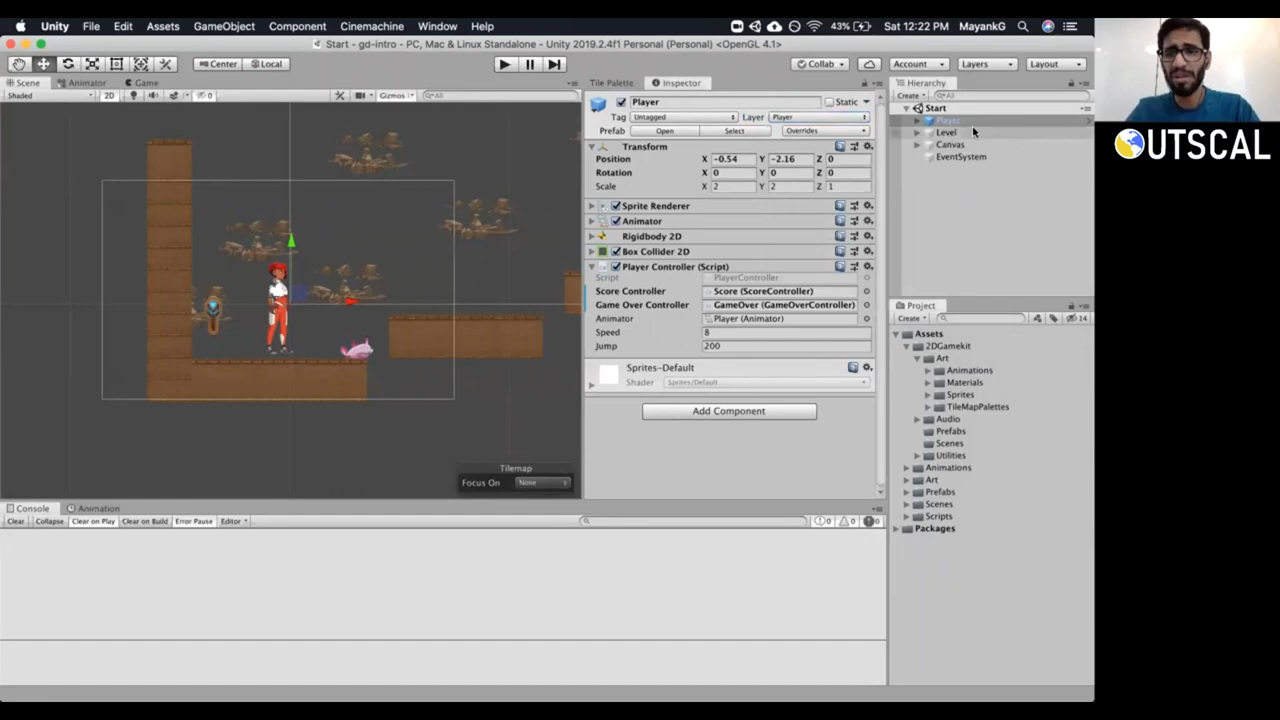 Unity File Edit Assets GameObject Component Cinemachine Window Help 43% Sat 12:22 PM MayankG
Start - gd-intro - PC, Mac & Linux Standalone - Unity 2019.2.4f1 Personal (Personal) <OpenGL 4.1>
Center Local Collab Account Layers Layout
Scene Animator Game Tile Palette Inspector Hierarchy
Shaded 2D 0 Gizmos All
Create All
Player Static
Tag Untagged Layer Player
Prefab Open Select Overrides
Transform
Position X -0.54 Y -2.16 Z 0
Rotation X 0 Y 0 Z 0
Scale X 2 Y 2 Z 1
Sprite Renderer
Animator
Rigidbody 2D
Box Collider 2D
Player Controller (Script)
Script PlayerController
Score Controller Score (ScoreController)
Game Over Controller GameOver (GameOverController)
Animator Player (Animator)
Speed 8
Jump 200
Sprites-Default
Shader Sprites/Default
Add Component
Start
Player
Level
Canvas
EventSystem
Project
Create 14
Assets
2DGamekit
Art
Animations
Materials
Sprites
TileMapPalettes
Audio
Prefabs
Scenes
Utilities
Animations
Art
Prefabs
Scenes
Scripts
Packages
Tilemap
Focus On None
Console Animation
Clear Collapse Clear on Play Clear on Build Error Pause Editor 0 0 0
OUTSCAL